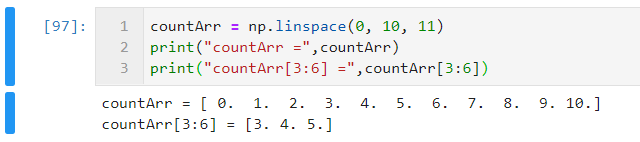 [97]:
1 countArr = np.linspace(0, 10, 11)
2 print("countArr =",countArr)
3 print("countArr[3:6] =",countArr[3:6])
countArr = [ 0.  1.  2.  3.  4.  5.  6.  7.  8.  9. 10.]
countArr[3:6] = [3. 4. 5.]